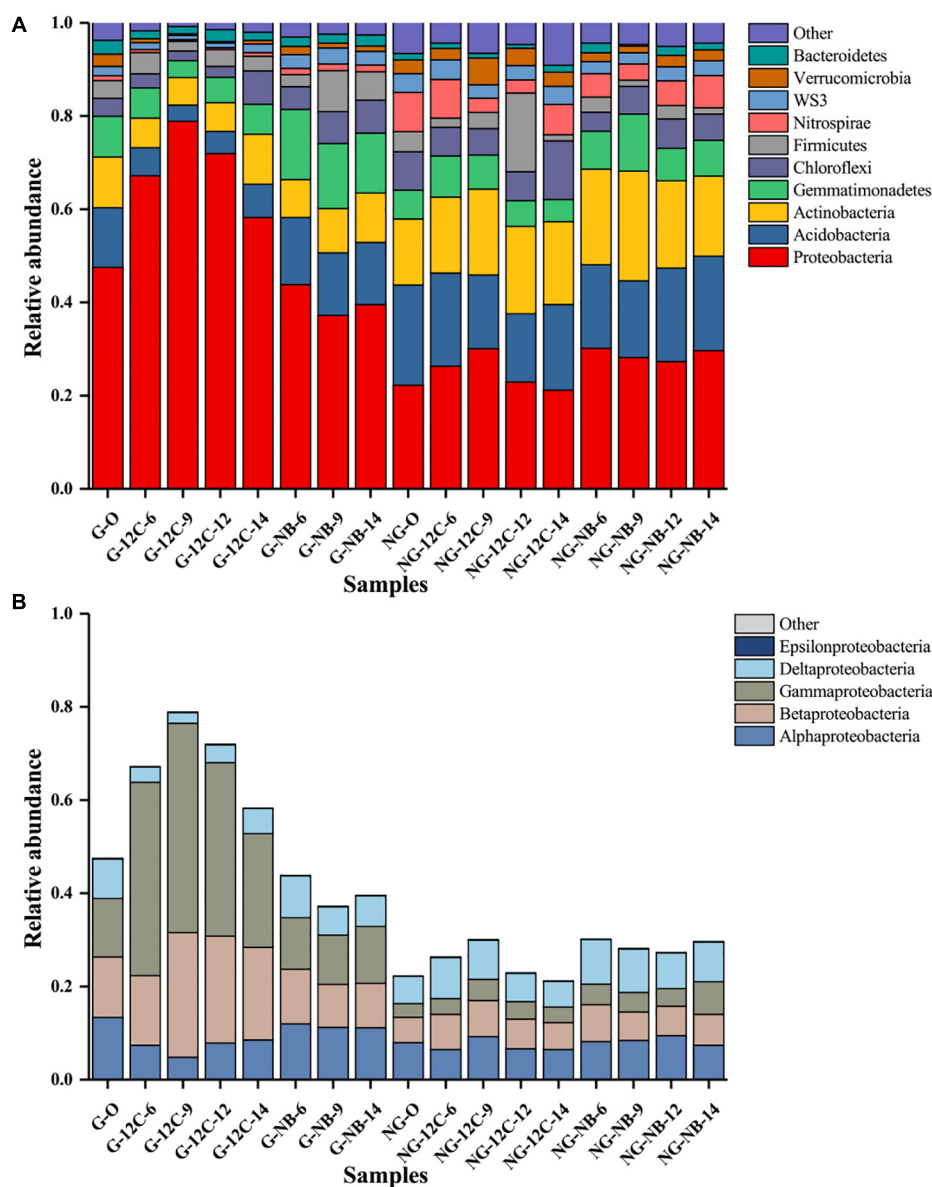 A
1.0
0.8
0.6
0.4
0.2
0.0
Relative abundance
G-O
G-12C-6
G-12C-9
G-12C-12
G-12C-14
G-NB-6
G-NB-9
G-NB-14
NG-O
NG-12C-6
NG-12C-9
NG-12C-12
NG-12C-14
NG-NB-6
NG-NB-9
NG-NB-12
NG-NB-14
Samples
Other
Bacteroidetes
Verrucomicrobia
WS3
Nitrospirae
Firmicutes
Chloroflexi
Gemmatimonadetes
Actinobacteria
Acidobacteria
Proteobacteria
B
1.0
0.8
0.6
0.4
0.2
0.0
Relative abundance
G-O
G-12C-6
G-12C-9
G-12C-12
G-12C-14
G-NB-6
G-NB-9
G-NB-14
NG-O
NG-12C-6
NG-12C-9
NG-12C-12
NG-12C-14
NG-NB-6
NG-NB-9
NG-NB-12
NG-NB-14
Samples
Other
Epsilonproteobacteria
Deltaproteobacteria
Gammaproteobacteria
Betaproteobacteria
Alphaproteobacteria